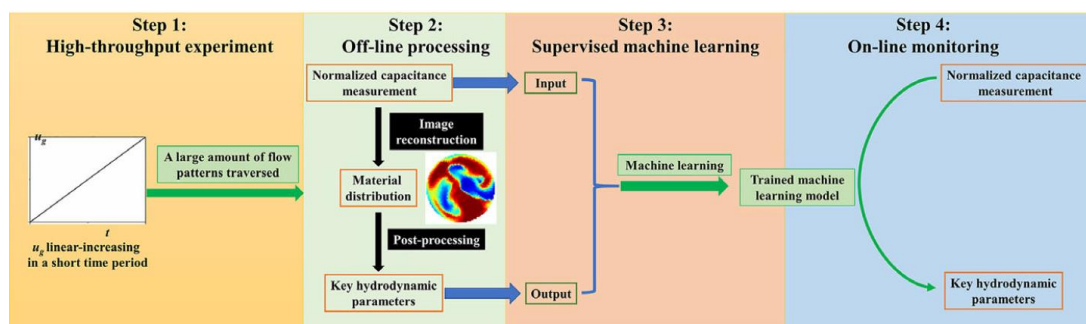 Step 1:
High-throughput experiment
u_g
A large amount of flow
patterns traversed
t
u_g linear-increasing
in a short time period
Step 2:
Off-line processing
Normalized capacitance
measurement
Image
reconstruction
Material
distribution
Post-processing
Key hydrodynamic
parameters
Step 3:
Supervised machine learning
Input
Machine learning
Output
Step 4:
On-line monitoring
Normalized capacitance
measurement
Trained machine
learning model
Key hydrodynamic
parameters